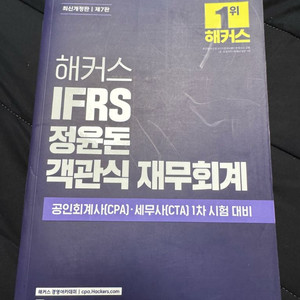 최신개정판 | 제7판
1위
해커스
해커스
IFRS
정윤돈
객관식 재무회계
공인회계사(CPA)·세무사(CTA) 1차 시험 대비
해커스 경영아카데미 | cpa.Hackers.com